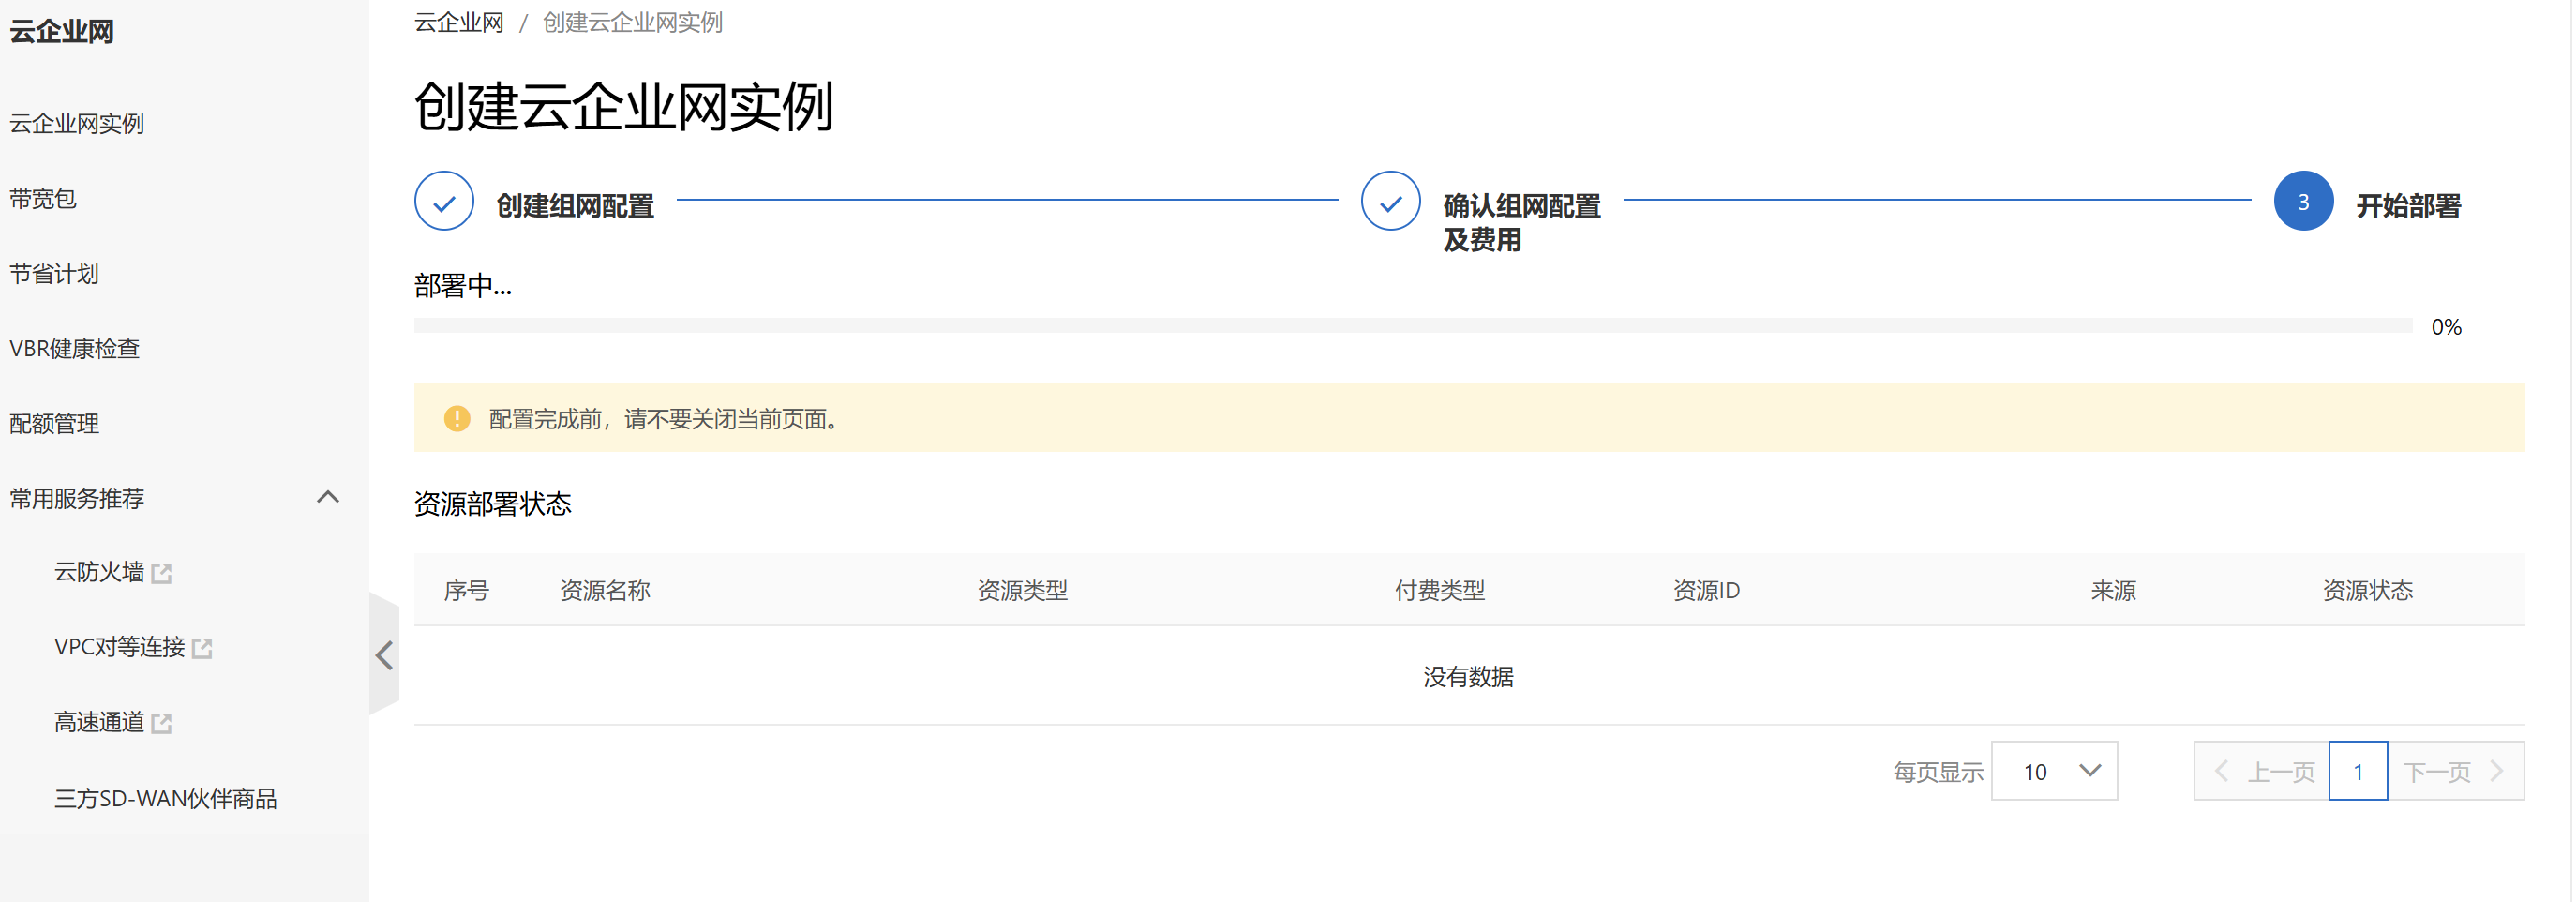 云企业网
云企业网实例
带宽包
节省计划
VBR健康检查
配额管理
常用服务推荐
云防火墙
VPC对等连接
高速通道
三方SD-WAN伙伴商品
云企业网 / 创建云企业网实例
创建云企业网实例
创建组网配置
确认组网配置
及费用
3 开始部署
部署中...
0%
配置完成前，请不要关闭当前页面。
资源部署状态
序号 资源名称 资源类型 付费类型 资源ID 来源 资源状态
没有数据
每页显示 10 上一页 1 下一页